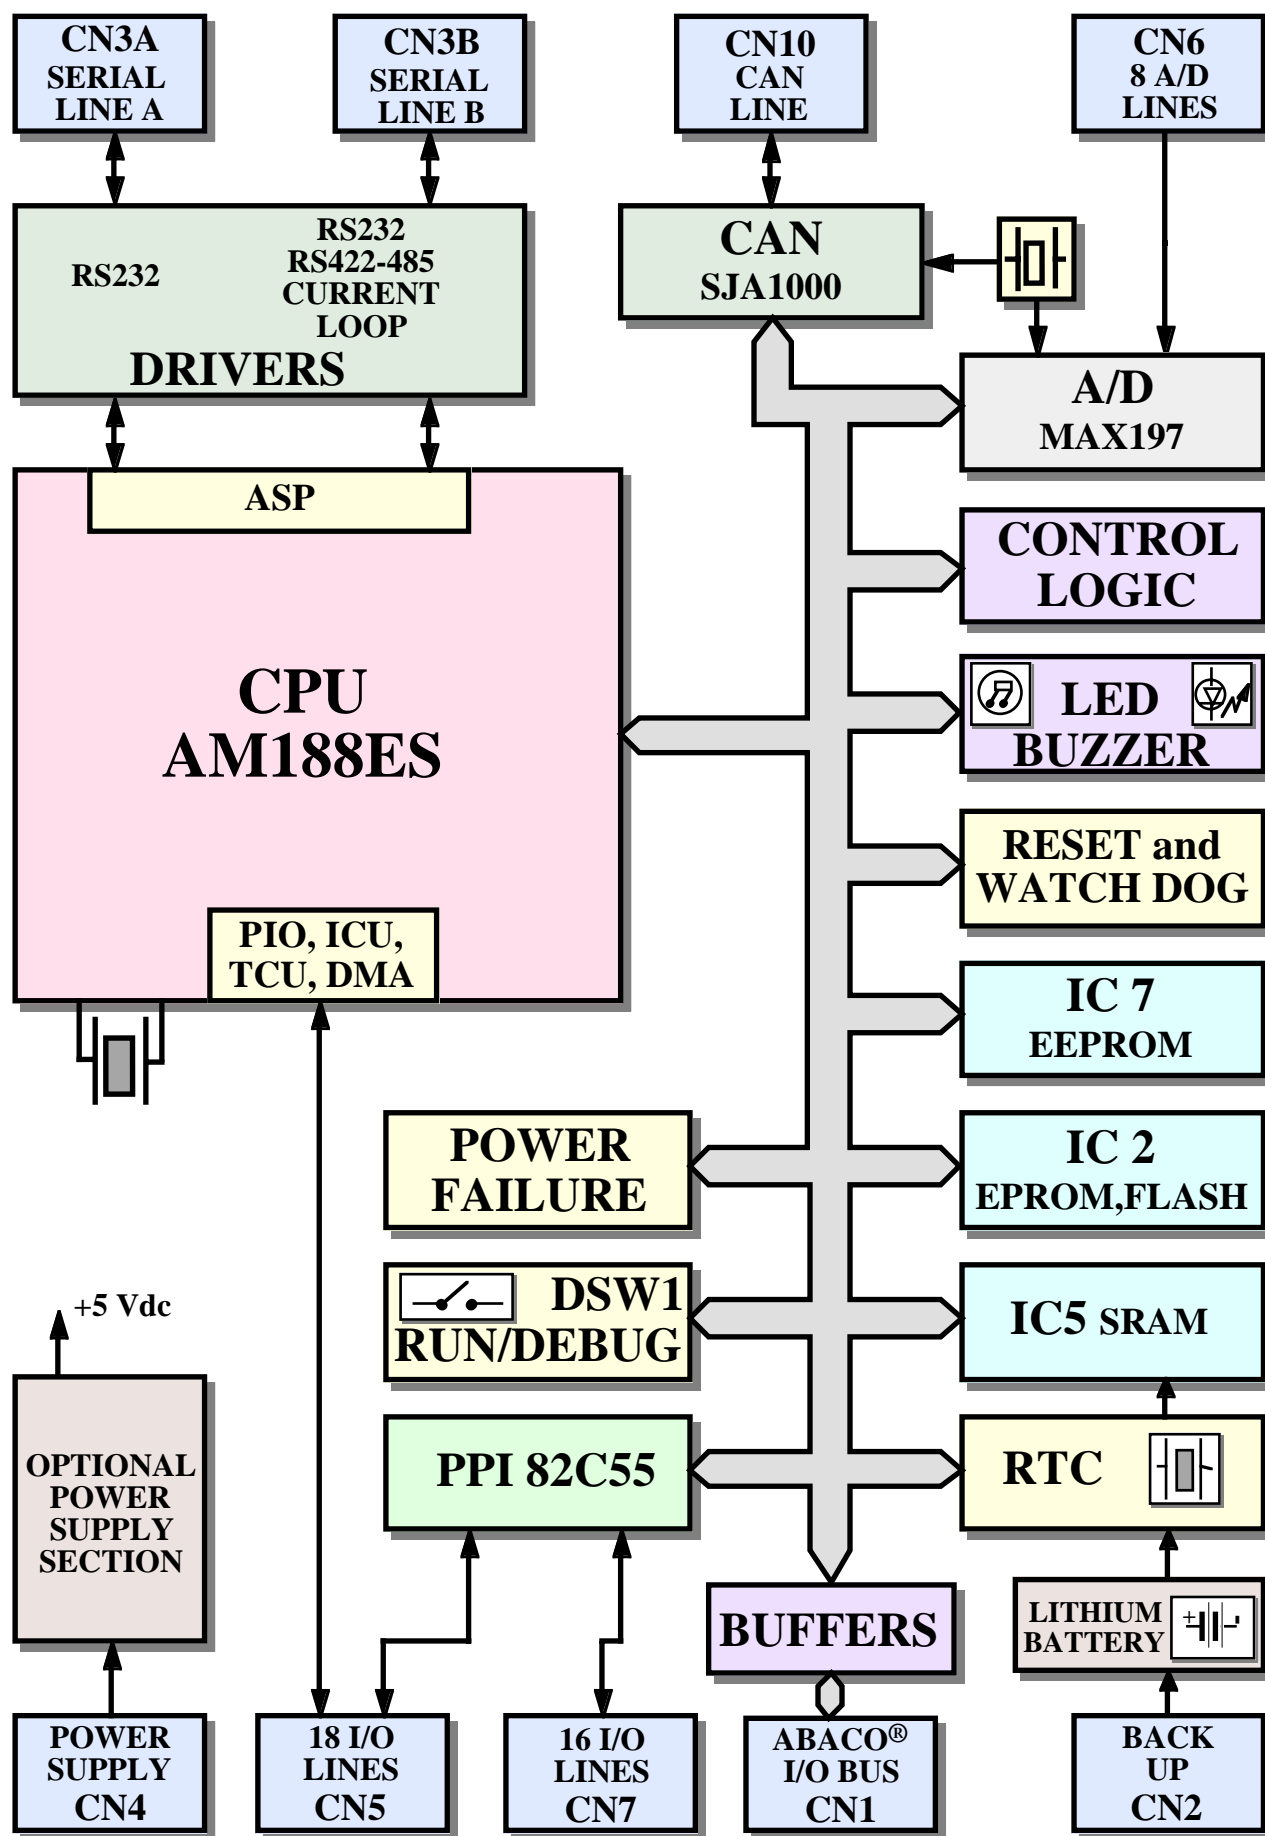 CN3A
SERIAL
LINE A
CN3B
SERIAL
LINE B
CN10
CAN
LINE
CN6
8 A/D
LINES
RS232
RS232
RS422-485
CURRENT
LOOP
DRIVERS
CAN
SJA1000
A/D
MAX197
ASP
CPU
AM188ES
PIO, ICU,
TCU, DMA
CONTROL
LOGIC
LED
BUZZER
RESET and
WATCH DOG
IC 7
EEPROM
POWER
FAILURE
IC 2
EPROM,FLASH
DSW1
RUN/DEBUG
IC5 SRAM
+5 Vdc
OPTIONAL
POWER
SUPPLY
SECTION
PPI 82C55
RTC
BUFFERS
LITHIUM
BATTERY
+
-
POWER
SUPPLY
CN4
18 I/O
LINES
CN5
16 I/O
LINES
CN7
ABACO®
I/O BUS
CN1
BACK
UP
CN2